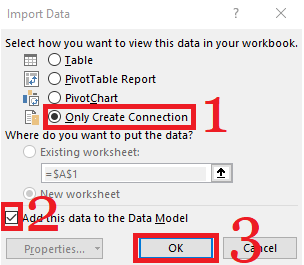 Import Data
Select how you want to view this data in your workbook.
Table
PivotTable Report
PivotChart
Only Create Connection
1
Where do you want to put the data?
Existing worksheet:
=$A$1
New worksheet
2
Add this data to the Data Model
3
Properties...
OK
Cancel